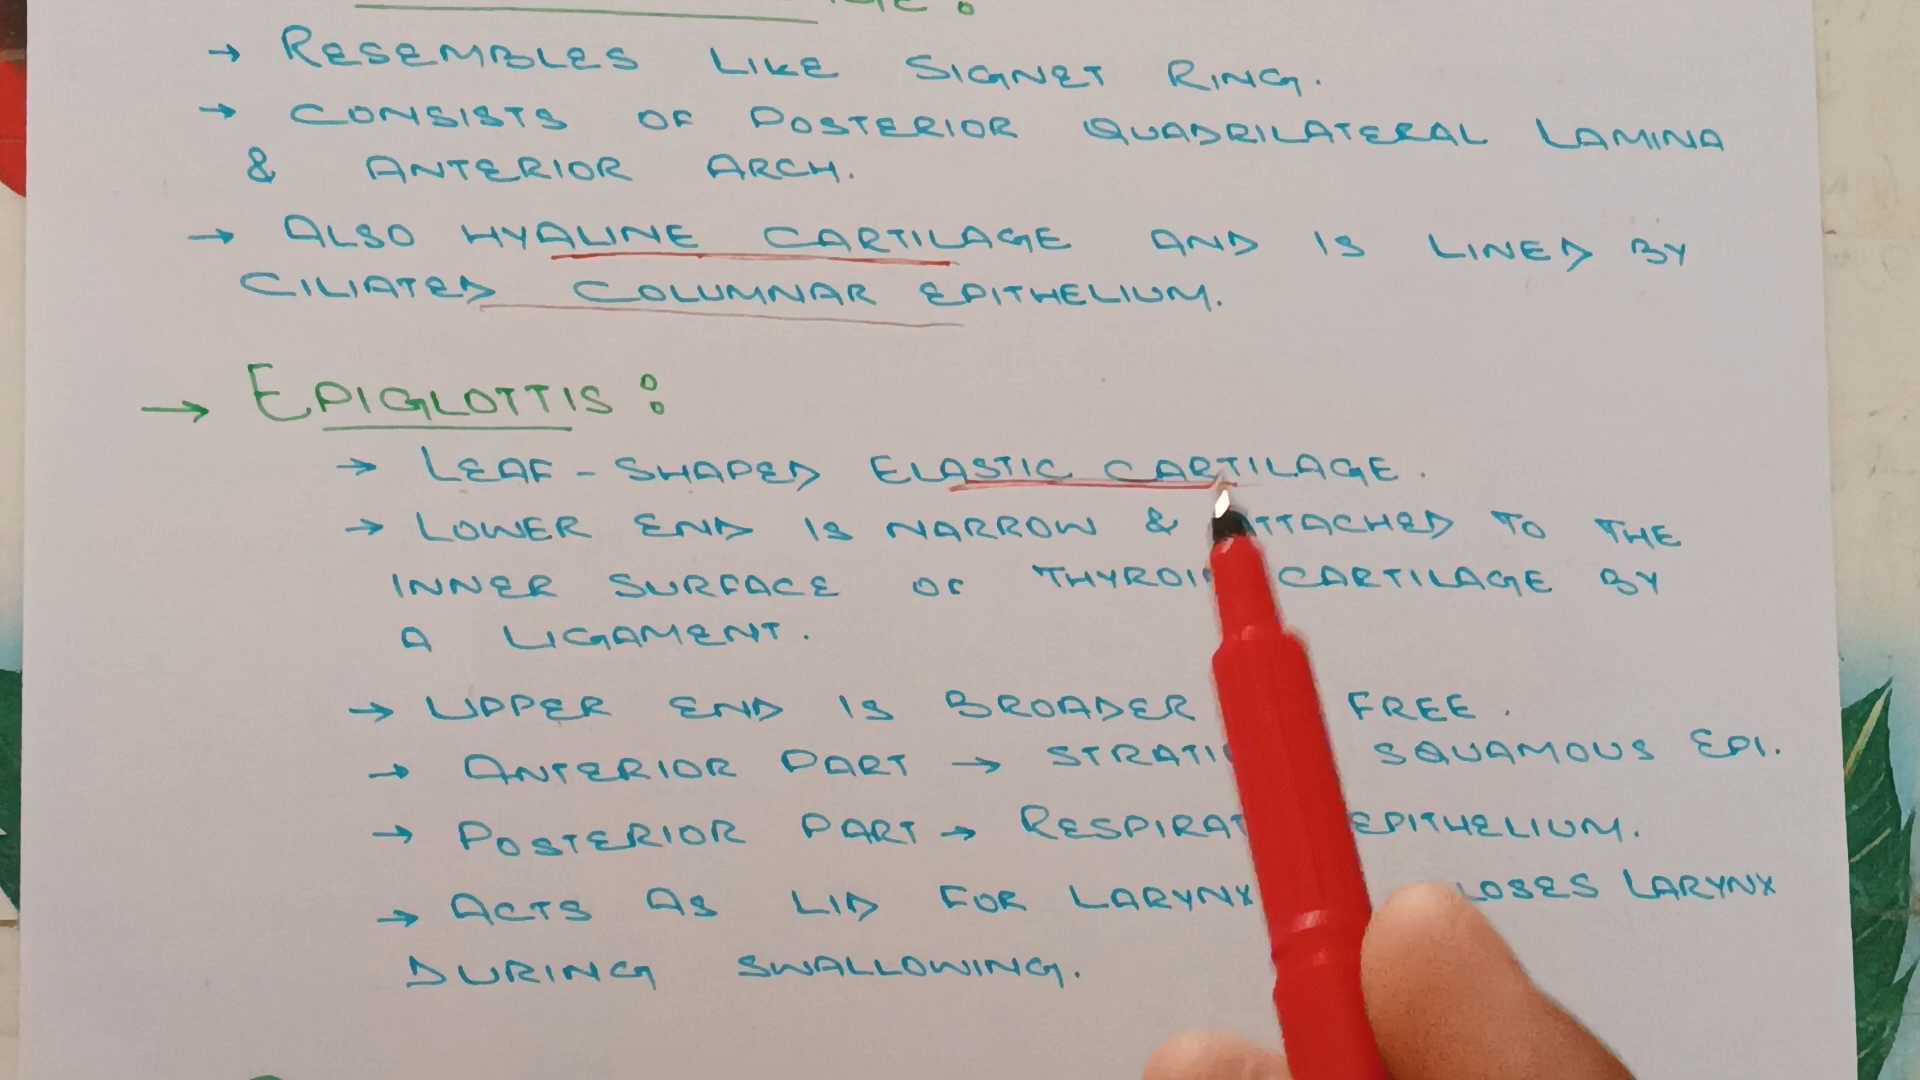 → RESEMBLES LIKE SIGNET RING.
→ CONSISTS OF POSTERIOR QUADRILATERAL LAMINA
& ANTERIOR ARCH.
→ ALSO HYALINE CARTILAGE AND IS LINED BY
CILIATED COLUMNAR EPITHELIUM.
→ EPIGLOTTIS :
→ LEAF - SHAPED ELASTIC CARTILAGE.
→ LOWER END IS NARROW & ATTACHED TO THE
INNER SURFACE OF THYROID CARTILAGE BY
A LIGAMENT.
→ UPPER END IS BROADER FREE.
→ ANTERIOR PART → SQUAMOUS EPI.
→ POSTERIOR PART → EPITHELIUM.
→ ACTS AS LID FOR LARYNX LARYNX
DURING SWALLOWING.